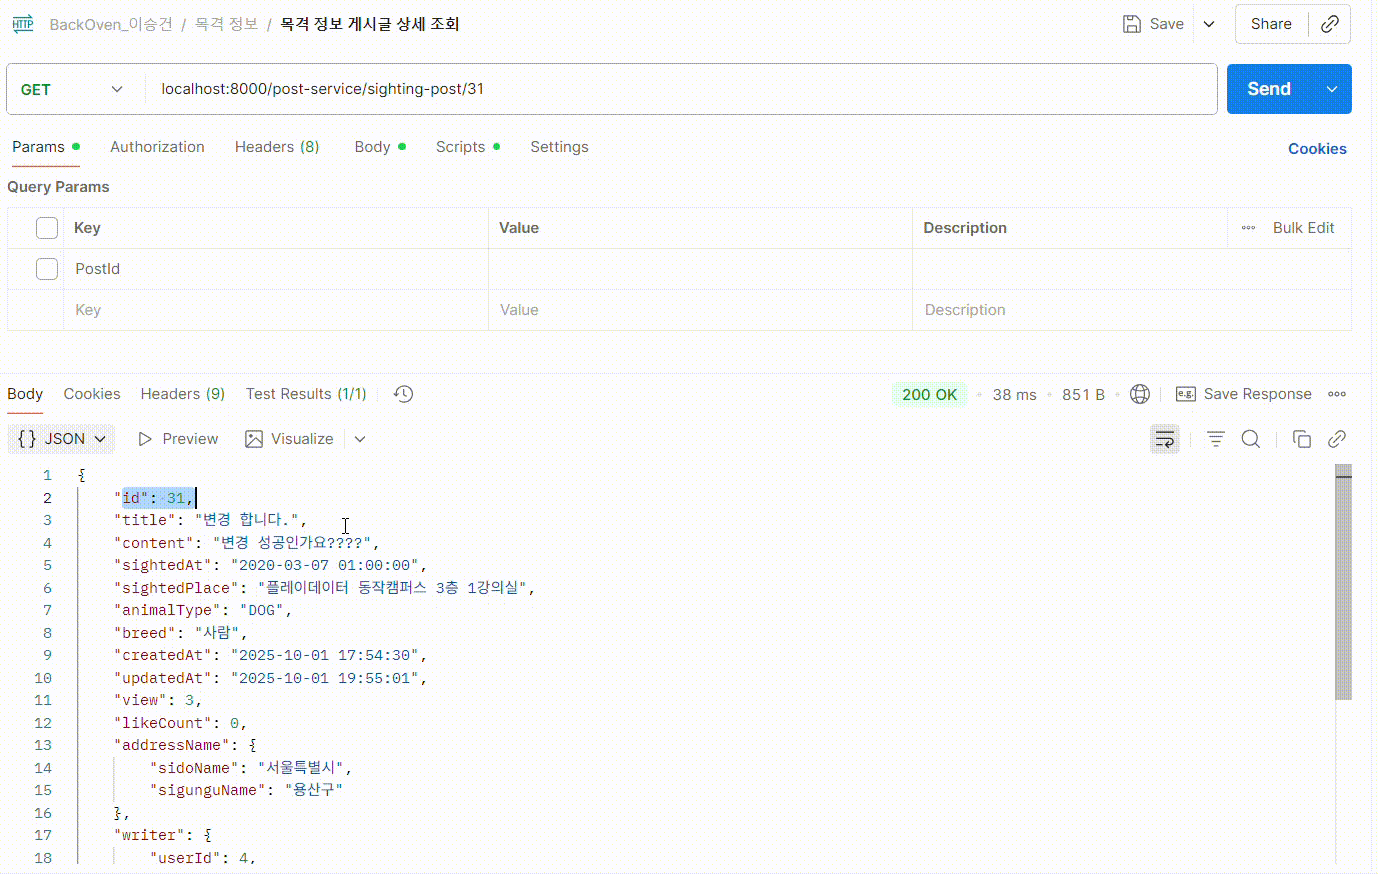 HTTP BackOven_이승건 / 목격 정보 / 목격 정보 게시글 상세 조회 Save Share
GET localhost:8000/post-service/sighting-post/31 Send
Params Authorization Headers (8) Body Scripts Settings Cookies
Query Params
Key Value Description Bulk Edit
PostId
Key Value Description
Body Cookies Headers (9) Test Results (1/1) 200 OK 38 ms 851 B e.g. Save Response
{} JSON Preview Visualize
1 {
2 "id": 31,
3 "title": "변경 합니다.",
4 "content": "변경 성공인가요????",
5 "sightedAt": "2020-03-07 01:00:00",
6 "sightedPlace": "플레이데이터 동작캠퍼스 3층 1강의실",
7 "animalType": "DOG",
8 "breed": "사람",
9 "createdAt": "2025-10-01 17:54:30",
10 "updatedAt": "2025-10-01 19:55:01",
11 "view": 3,
12 "likeCount": 0,
13 "addressName": {
14 "sidoName": "서울특별시",
15 "sigunguName": "용산구"
16 },
17 "writer": {
18 "userId": 4,